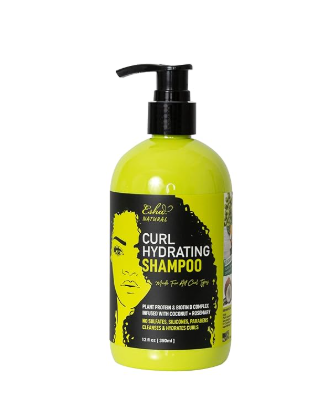 Eshe
NATURAL
CURL
HYDRATING
SHAMPOO
Made For All Curl Types
PLANT PROTEIN & BIOTIN B COMPLEX
INFUSED WITH COCONUT + ROSEMARY
NO SULFATES, SILICONES, PARABENS
CLEANSES & HYDRATES CURLS
12 fl oz | 350ml |